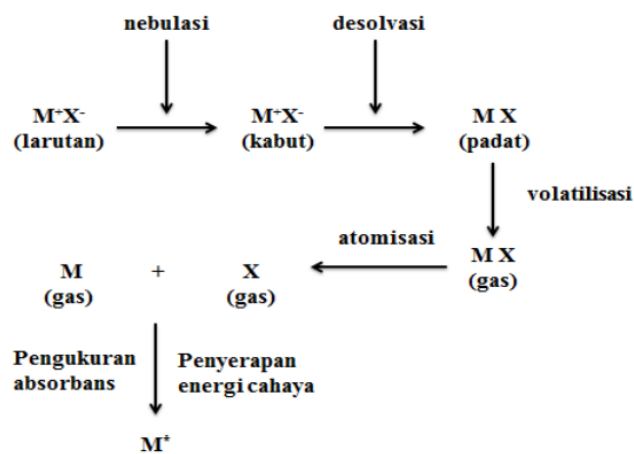 nebulasi
desolvasi
M⁺X⁻
(larutan)
M⁺X⁻
(kabut)
M X
(padat)
volatilisasi
atomisasi
M X
(gas)
M
(gas)
+
X
(gas)
Pengukuran
absorbans
Penyerapan
energi cahaya
M*